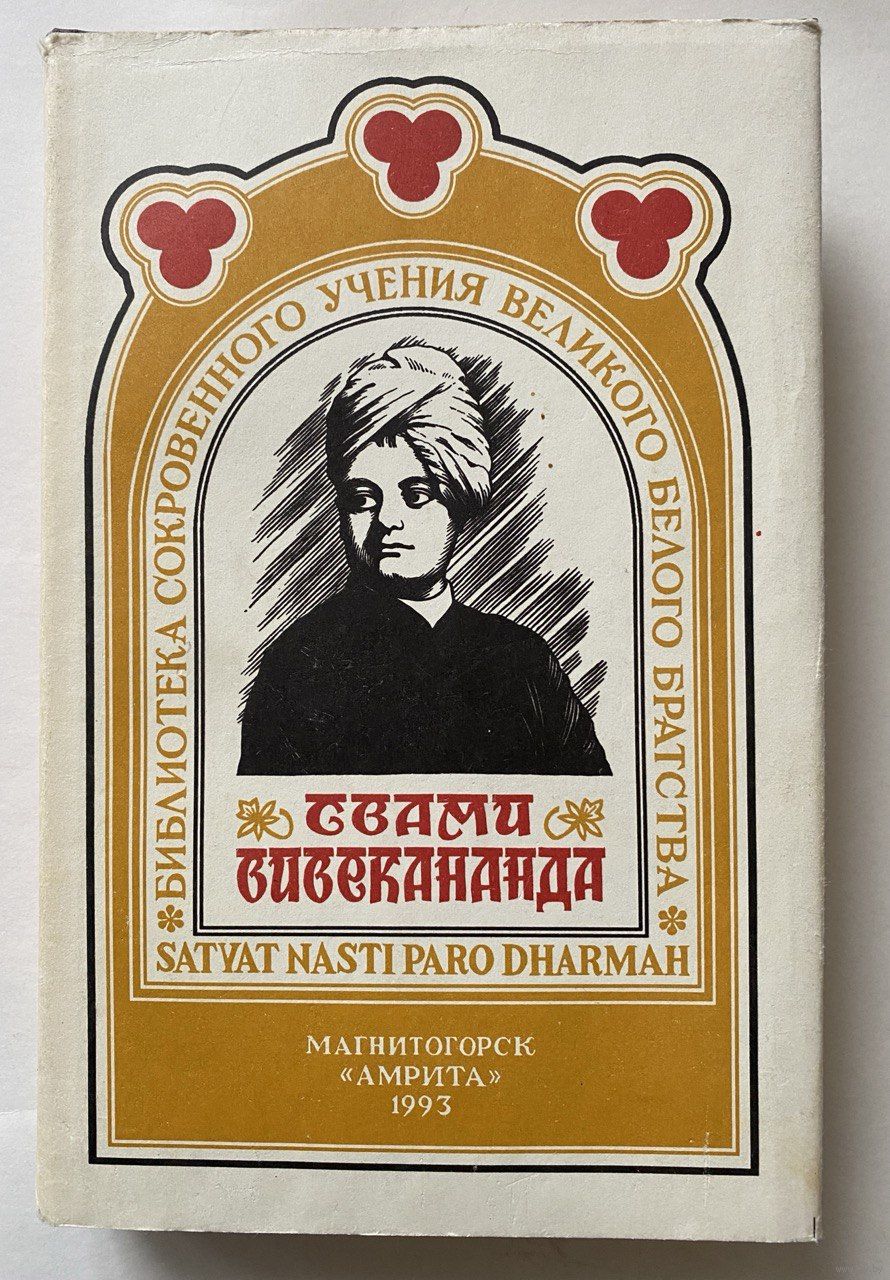 БИБЛИОТЕКА СОКРОВЕННОГО УЧЕНИЯ ВЕЛИКОГО БЕЛОГО БРАТСТВА
СВАМИ
ВИВЕКАНАНДА
SATYAT NASTI PARO DHARMAH
МАГНИТОГОРСК
«АМРИТА»
1993